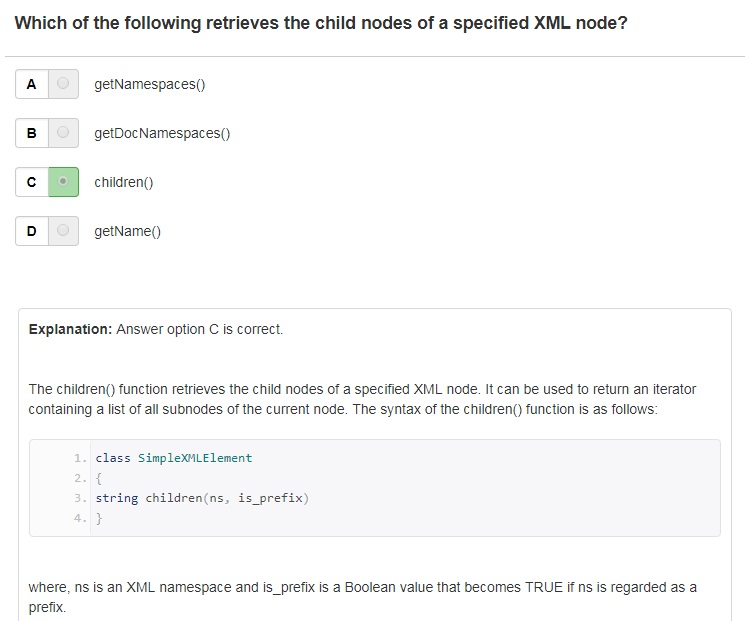 Which of the following retrieves the child nodes of a specified XML node?
A getNamespaces()
B getDocNamespaces()
C children()
D getName()
Explanation: Answer option C is correct.
The children() function retrieves the child nodes of a specified XML node. It can be used to return an iterator
containing a list of all subnodes of the current node. The syntax of the children() function is as follows:
1. class SimpleXMLElement
2. {
3. string children(ns, is_prefix)
4. }
where, ns is an XML namespace and is_prefix is a Boolean value that becomes TRUE if ns is regarded as a
prefix.